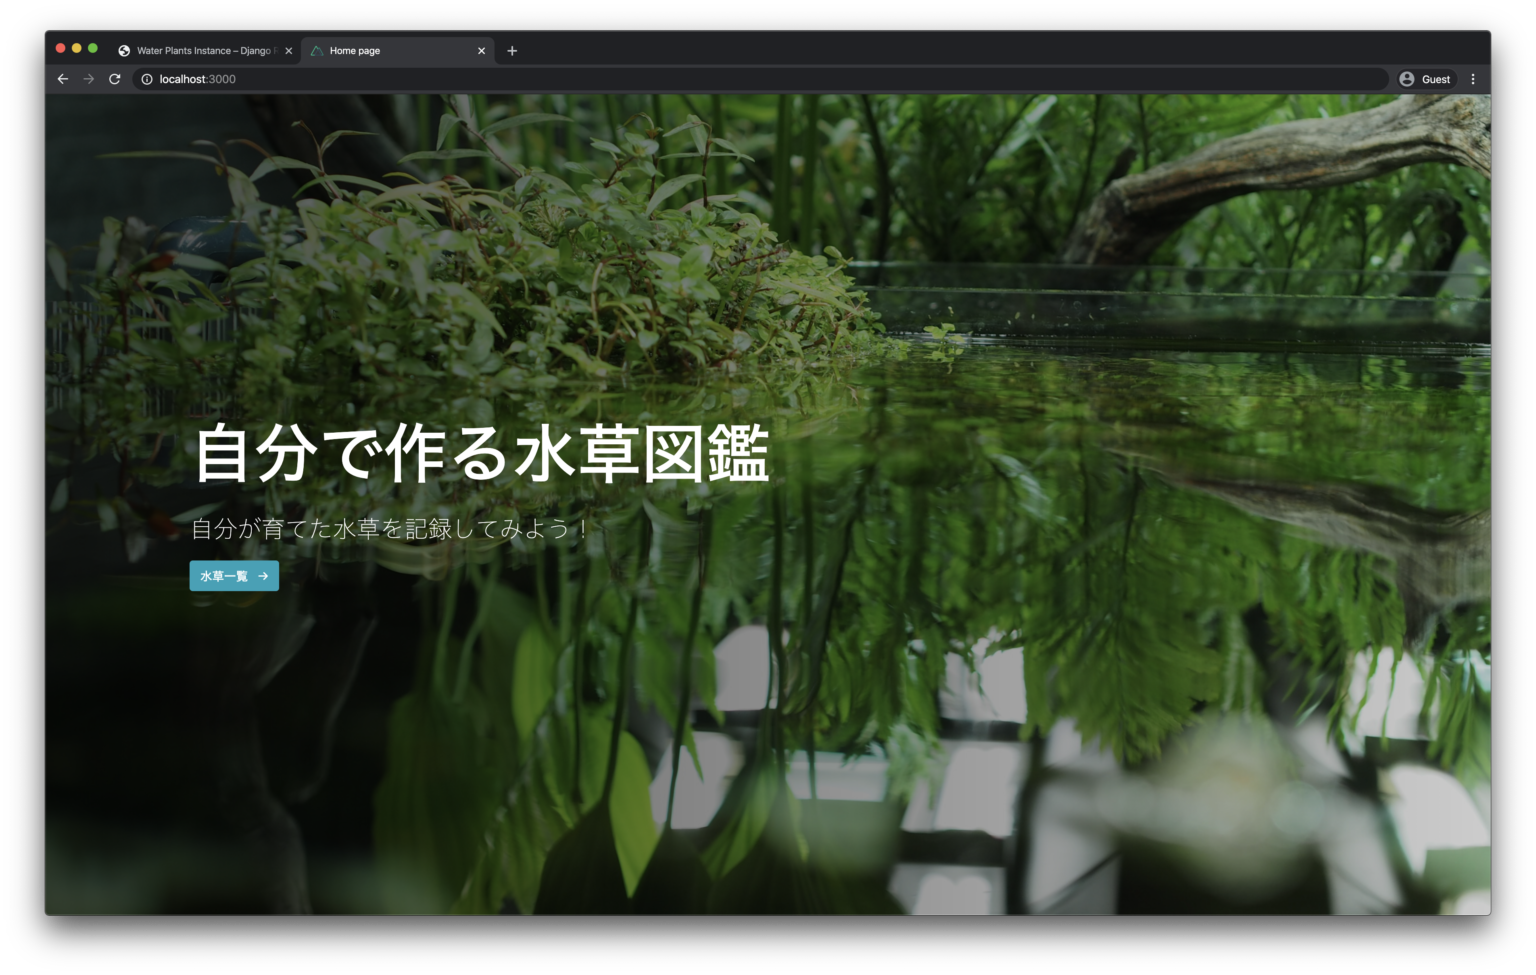 Water Plants Instance – Django
Home page
localhost:3000
Guest
自分で作る水草図鑑
自分が育てた水草を記録してみよう！
水草一覧 →